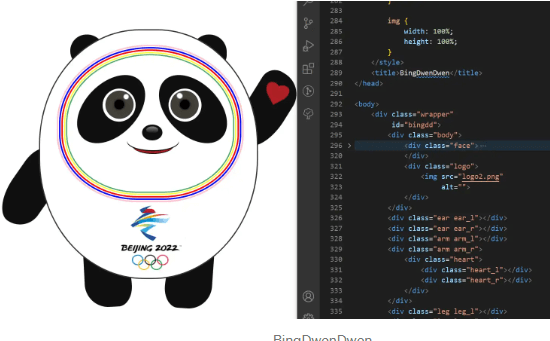 BEIJING 2022
283 }
284
285 img {
286 width: 100%;
287 height: 100%;
287 }
288 </style>
289 <title>BingDwenDwen</title>
290 </head>
291
292 <body>
293 <div class="wrapper"
294 id="bingdd">
295 <div class="body">
296 <div class="face">
320 </div>
321 <div class="logo">
322 <img src="logo2.png"
323 alt="">
324 </div>
325 </div>
326 <div class="ear ear_l"></div>
327 <div class="ear ear_r"></div>
328 <div class="arm arm_l"></div>
329 <div class="arm arm_r">
330 <div class="heart">
331 <div class="heart_l"></div>
332 <div class="heart_r"></div>
333 </div>
334 </div>
335 <div class="leg leg_l"></div>
BingDwenDwen